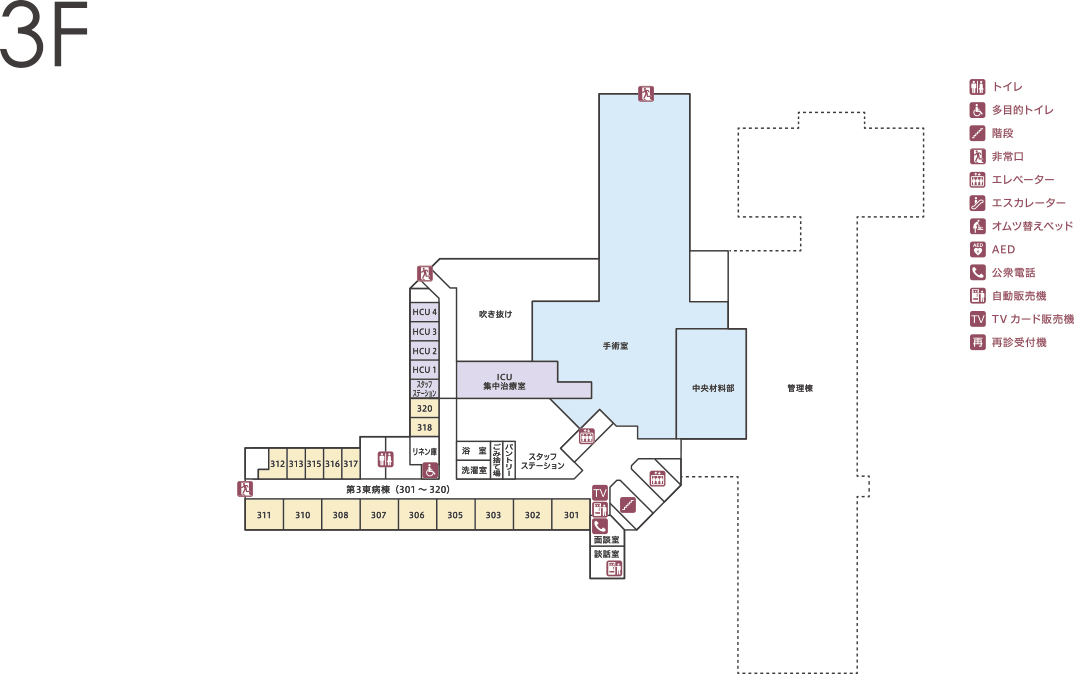 3F
トイレ
多目的トイレ
階段
非常口
エレベーター
エスカレーター
オムツ替えベッド
AED
AED
公衆電話
自動販売機
TV
TVカード販売機
再
再診受付機
吹き抜け
手術室
中央材料部
管理棟
HCU 4
HCU 3
HCU 2
HCU 1
スタッフ
ステーション
320
318
ICU
集中治療室
リネン庫
浴 室
洗濯室
ごみ捨て場
パントリー
スタッフ
ステーション
312
313
315
316
317
第3東病棟（301～320）
311
310
308
307
306
305
303
302
301
TV
面談室
談話室